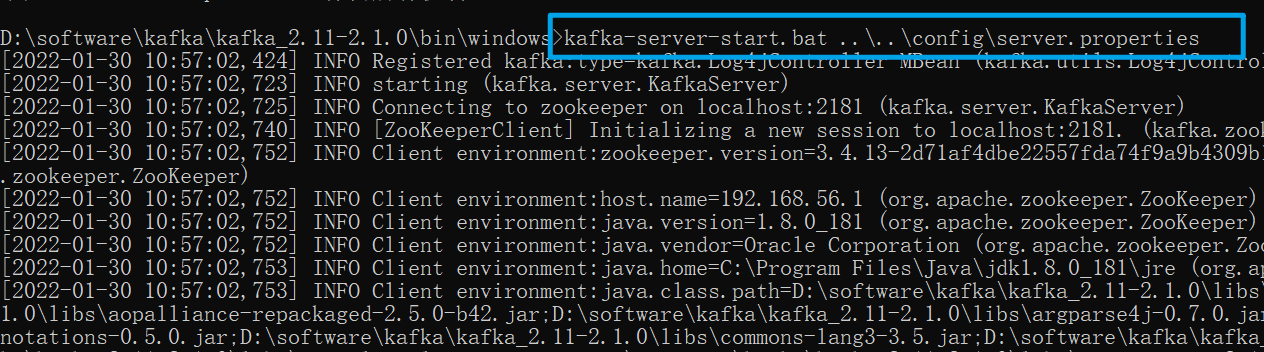 D:\software\kafka\kafka_2.11-2.1.0\bin\windows>kafka-server-start.bat ..\..\config\server.properties
[2022-01-30 10:57:02,424] INFO Registered kafka:type=kafka.Log4jController MBean (kafka.utils.Log4jControl
[2022-01-30 10:57:02,723] INFO starting (kafka.server.KafkaServer)
[2022-01-30 10:57:02,725] INFO Connecting to zookeeper on localhost:2181 (kafka.server.KafkaServer)
[2022-01-30 10:57:02,740] INFO [ZooKeeperClient] Initializing a new session to localhost:2181. (kafka.zook
[2022-01-30 10:57:02,752] INFO Client environment:zookeeper.version=3.4.13-2d71af4dbe22557fda74f9a9b4309b1
.zookeeper.ZooKeeper)
[2022-01-30 10:57:02,752] INFO Client environment:host.name=192.168.56.1 (org.apache.zookeeper.ZooKeeper)
[2022-01-30 10:57:02,752] INFO Client environment:java.version=1.8.0_181 (org.apache.zookeeper.ZooKeeper)
[2022-01-30 10:57:02,752] INFO Client environment:java.vendor=Oracle Corporation (org.apache.zookeeper.Zoo
[2022-01-30 10:57:02,753] INFO Client environment:java.home=C:\Program Files\Java\jdk1.8.0_181\jre (org.ap
[2022-01-30 10:57:02,753] INFO Client environment:java.class.path=D:\software\kafka\kafka_2.11-2.1.0\libs\
1.0\libs\aopalliance-repackaged-2.5.0-b42.jar;D:\software\kafka\kafka_2.11-2.1.0\libs\argparse4j-0.7.0.jar
notations-0.5.0.jar;D:\software\kafka\kafka_2.11-2.1.0\libs\commons-lang3-3.5.jar;D:\software\kafka\kafka_